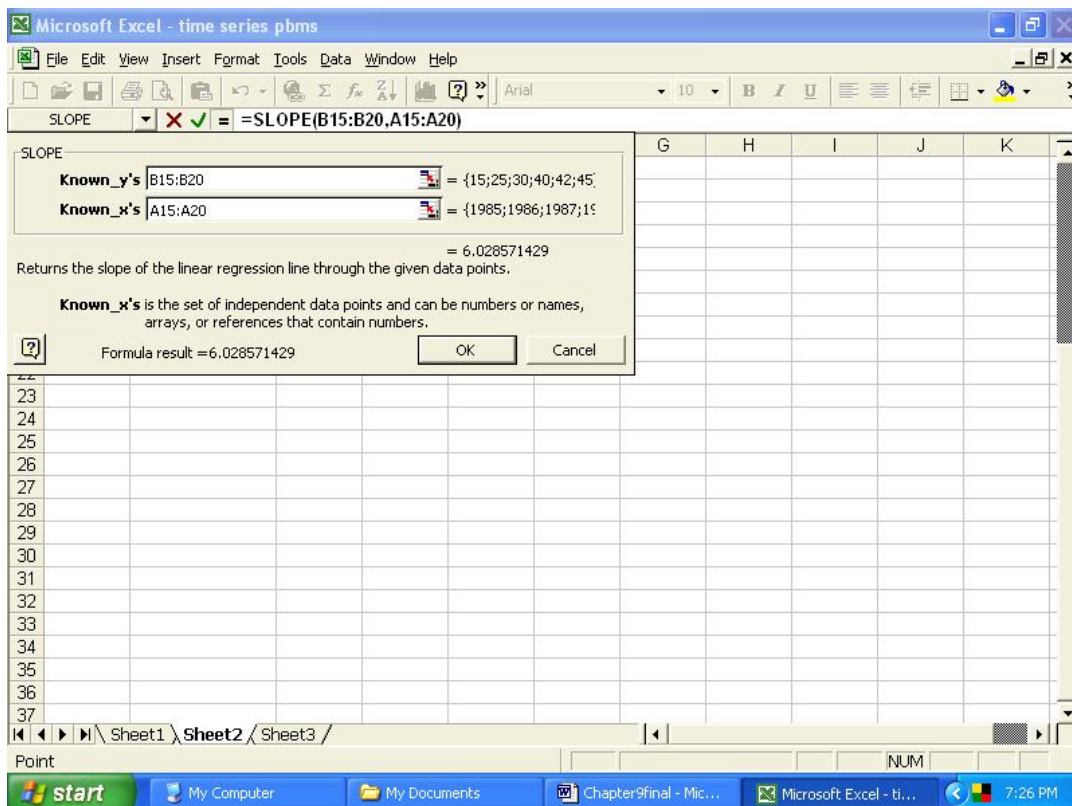 Microsoft Excel - time series pbms
File Edit View Insert Format Tools Data Window Help
Arial 10 B I U
SLOPE = =SLOPE(B15:B20,A15:A20)
G H I J K
SLOPE
Known_y's B15:B20 = {15;25;30;40;42;45}
Known_x's A15:A20 = {1985;1986;1987;19
= 6.028571429
Returns the slope of the linear regression line through the given data points.
Known_x's is the set of independent data points and can be numbers or names,
arrays, or references that contain numbers.
Formula result =6.028571429 OK Cancel
22
23
24
25
26
27
28
29
30
31
32
33
34
35
36
37
Sheet1 Sheet2 Sheet3
Point NUM
start My Computer My Documents Chapter9final - Mic... Microsoft Excel - ti... 7:26 PM